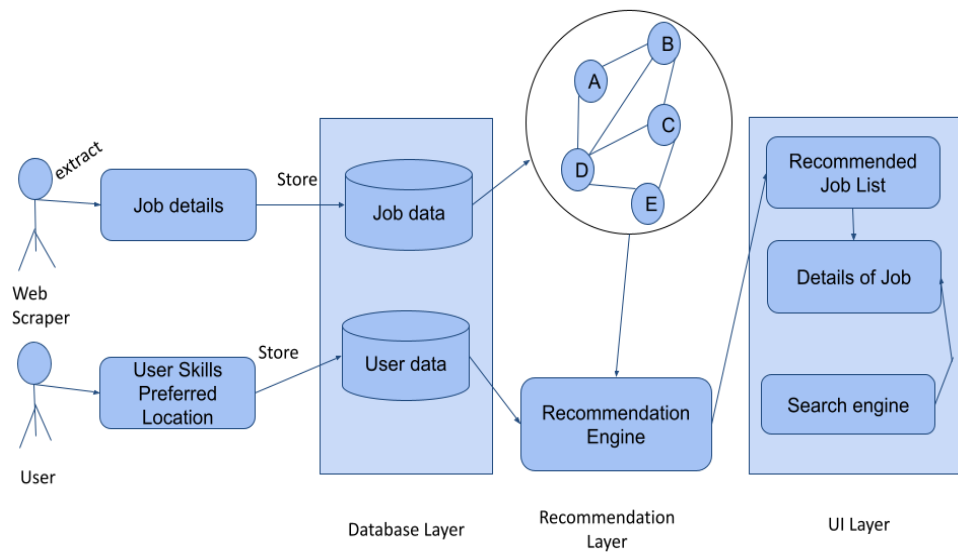 extract
Job details
Web
Scraper
Store
Job data
User Skills
Preferred
Location
User
Store
User data
Database Layer
A
B
C
D
E
Recommendation
Engine
Recommendation
Layer
Recommended
Job List
Details of Job
Search engine
UI Layer